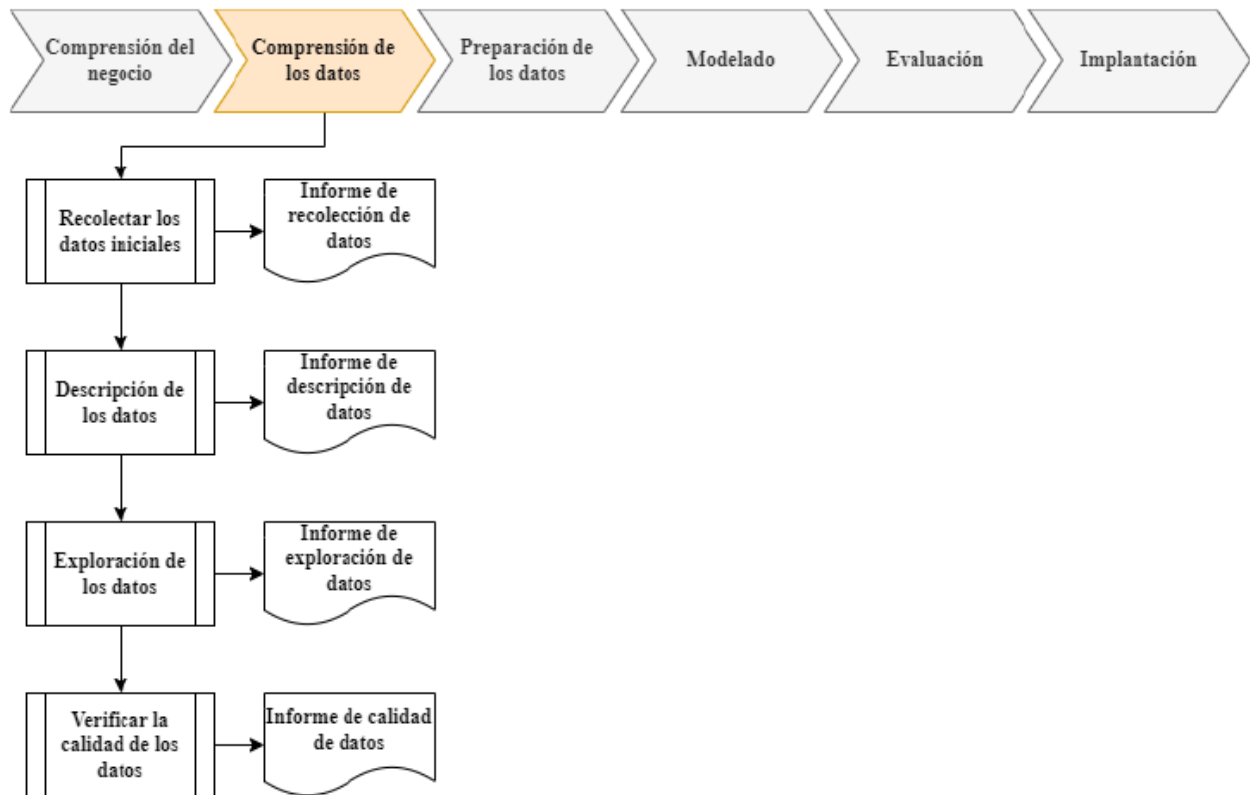 Comprensión del
negocio
Comprensión de
los datos
Preparación de
los datos
Modelado
Evaluación
Implantación
Recolectar los
datos iniciales
Informe de
recolección de
datos
Descripción de
los datos
Informe de
descripción de
datos
Exploración de
los datos
Informe de
exploración de
datos
Verificar la
calidad de los
datos
Informe de calidad
de datos